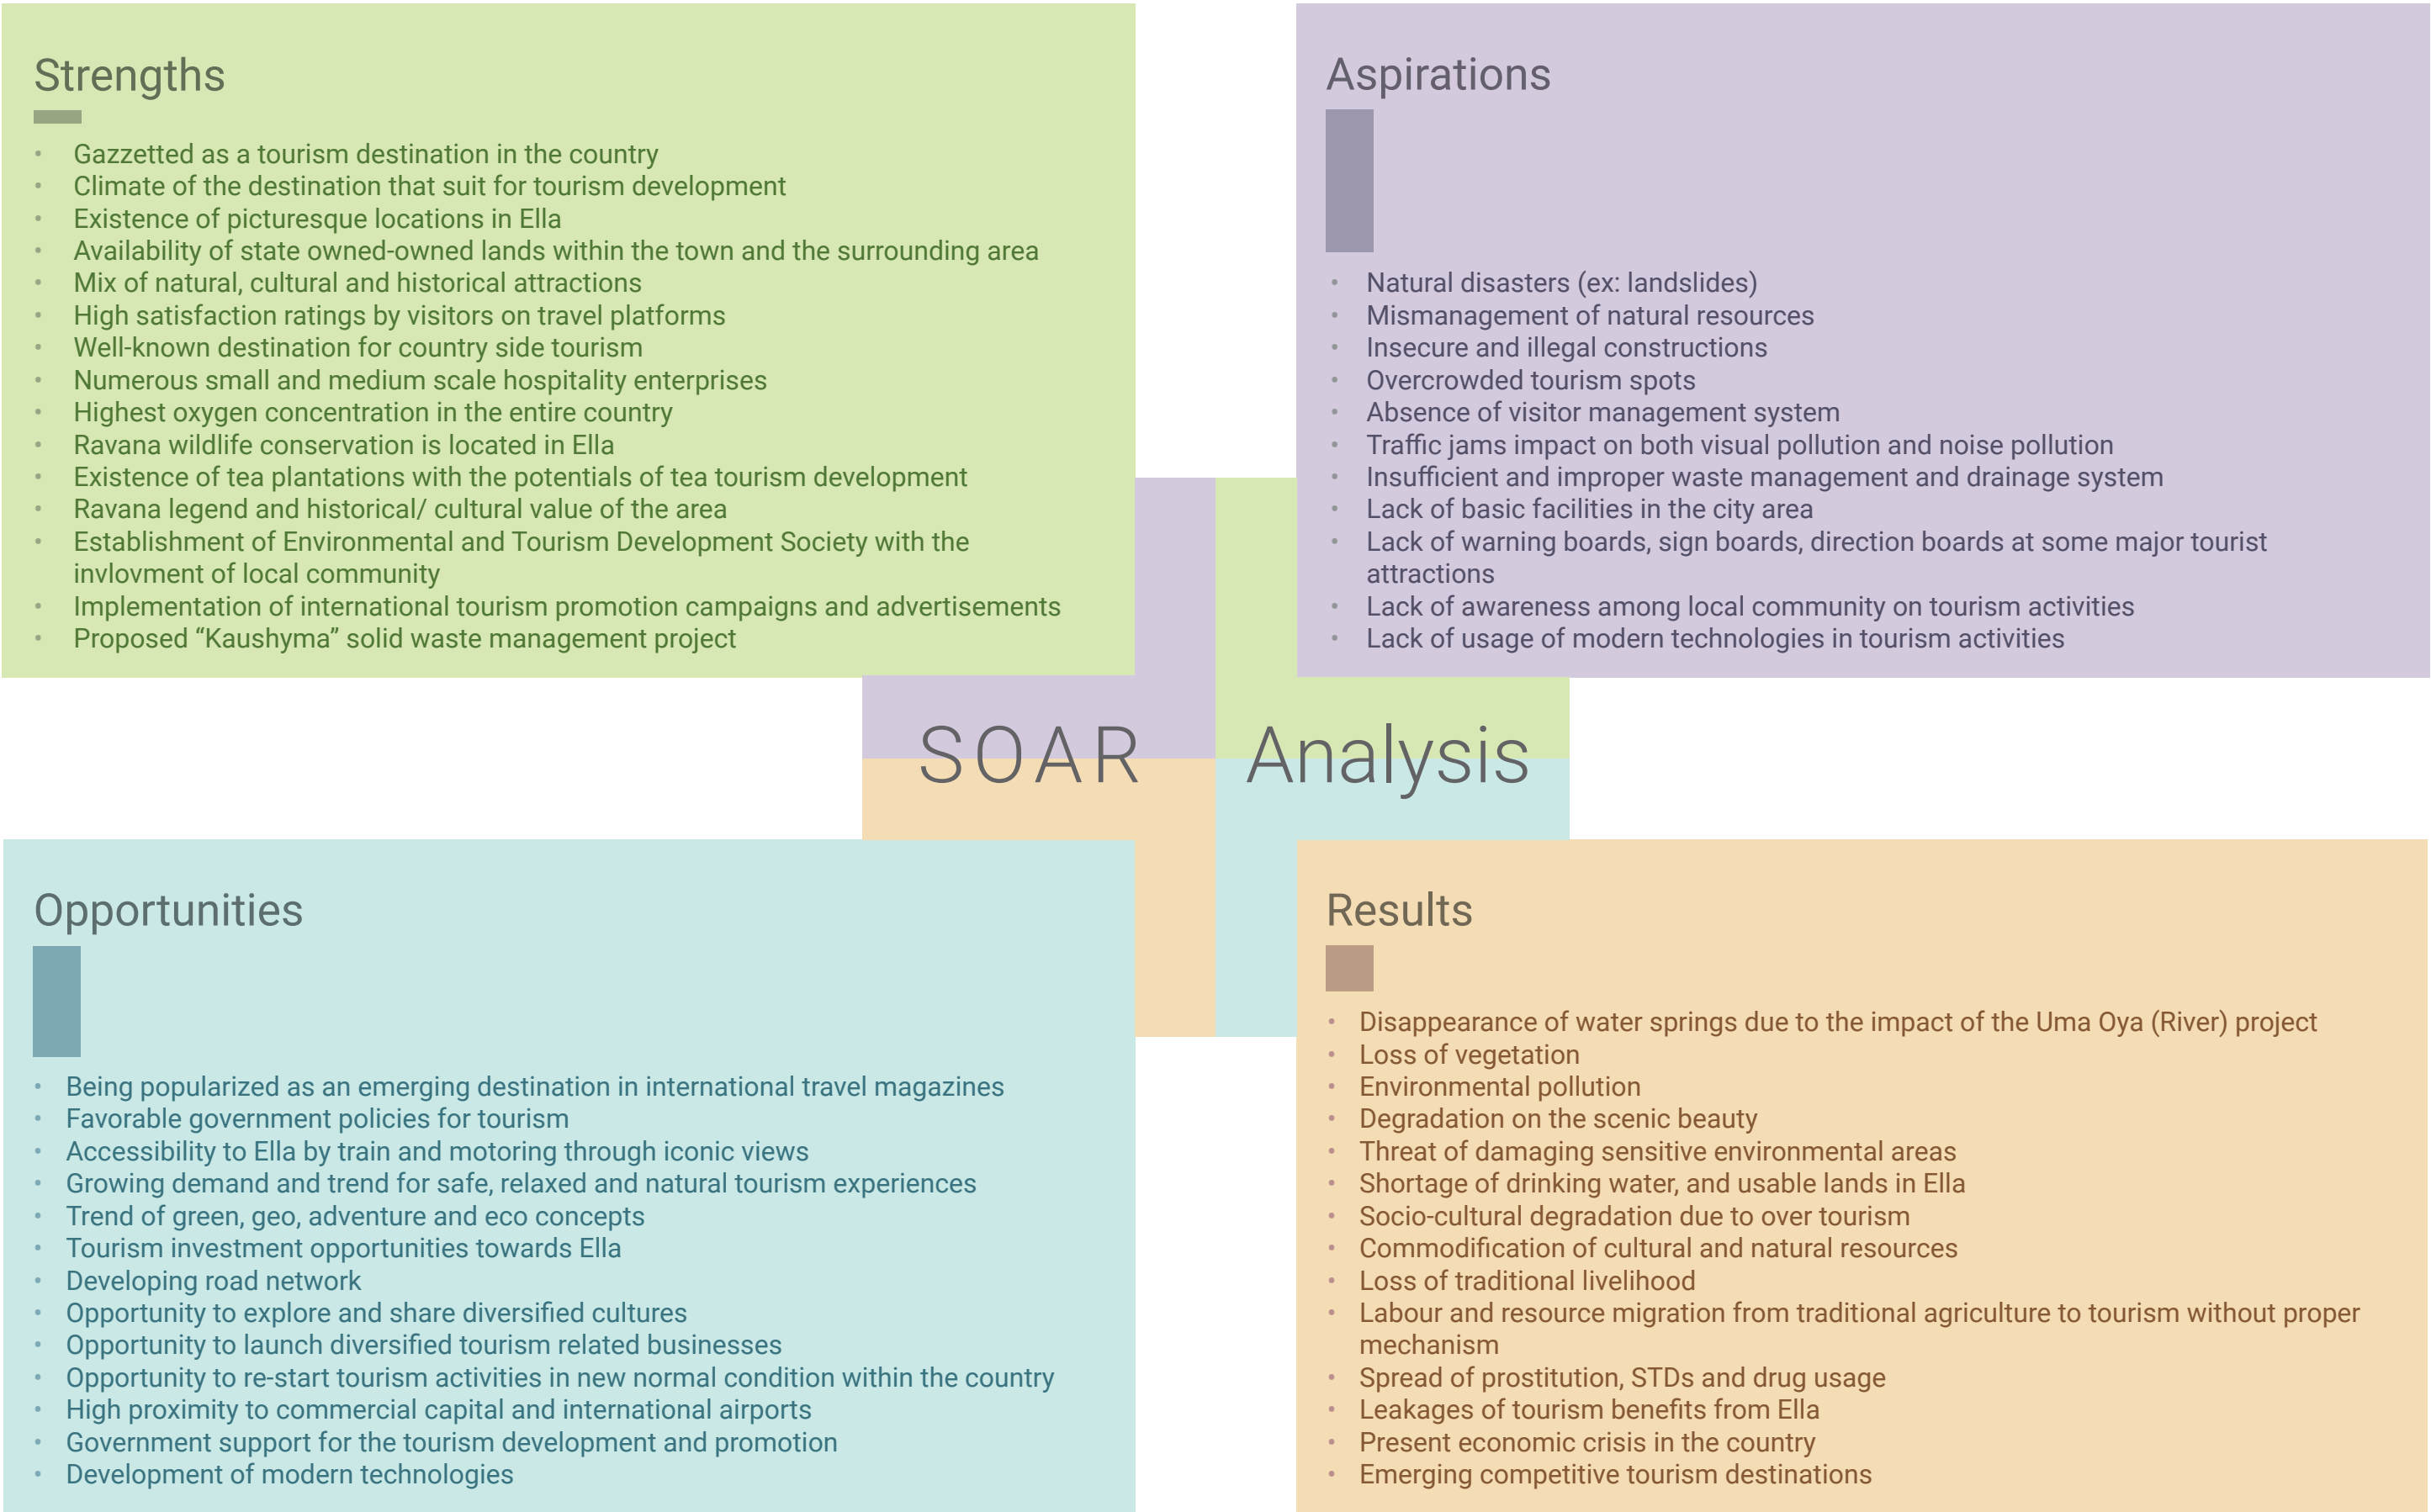 Strengths
• Gazzetted as a tourism destination in the country
• Climate of the destination that suit for tourism development
• Existence of picturesque locations in Ella
• Availability of state owned-owned lands within the town and the surrounding area
• Mix of natural, cultural and historical attractions
• High satisfaction ratings by visitors on travel platforms
• Well-known destination for country side tourism
• Numerous small and medium scale hospitality enterprises
• Highest oxygen concentration in the entire country
• Ravana wildlife conservation is located in Ella
• Existence of tea plantations with the potentials of tea tourism development
• Ravana legend and historical/ cultural value of the area
• Establishment of Environmental and Tourism Development Society with the
invlovment of local community
• Implementation of international tourism promotion campaigns and advertisements
• Proposed “Kaushyma” solid waste management project
Aspirations
• Natural disasters (ex: landslides)
• Mismanagement of natural resources
• Insecure and illegal constructions
• Overcrowded tourism spots
• Absence of visitor management system
• Traffic jams impact on both visual pollution and noise pollution
• Insufficient and improper waste management and drainage system
• Lack of basic facilities in the city area
• Lack of warning boards, sign boards, direction boards at some major tourist
attractions
• Lack of awareness among local community on tourism activities
• Lack of usage of modern technologies in tourism activities
SOAR Analysis
Opportunities
• Being popularized as an emerging destination in international travel magazines
• Favorable government policies for tourism
• Accessibility to Ella by train and motoring through iconic views
• Growing demand and trend for safe, relaxed and natural tourism experiences
• Trend of green, geo, adventure and eco concepts
• Tourism investment opportunities towards Ella
• Developing road network
• Opportunity to explore and share diversified cultures
• Opportunity to launch diversified tourism related businesses
• Opportunity to re-start tourism activities in new normal condition within the country
• High proximity to commercial capital and international airports
• Government support for the tourism development and promotion
• Development of modern technologies
Results
• Disappearance of water springs due to the impact of the Uma Oya (River) project
• Loss of vegetation
• Environmental pollution
• Degradation on the scenic beauty
• Threat of damaging sensitive environmental areas
• Shortage of drinking water, and usable lands in Ella
• Socio-cultural degradation due to over tourism
• Commodification of cultural and natural resources
• Loss of traditional livelihood
• Labour and resource migration from traditional agriculture to tourism without proper
mechanism
• Spread of prostitution, STDs and drug usage
• Leakages of tourism benefits from Ella
• Present economic crisis in the country
• Emerging competitive tourism destinations